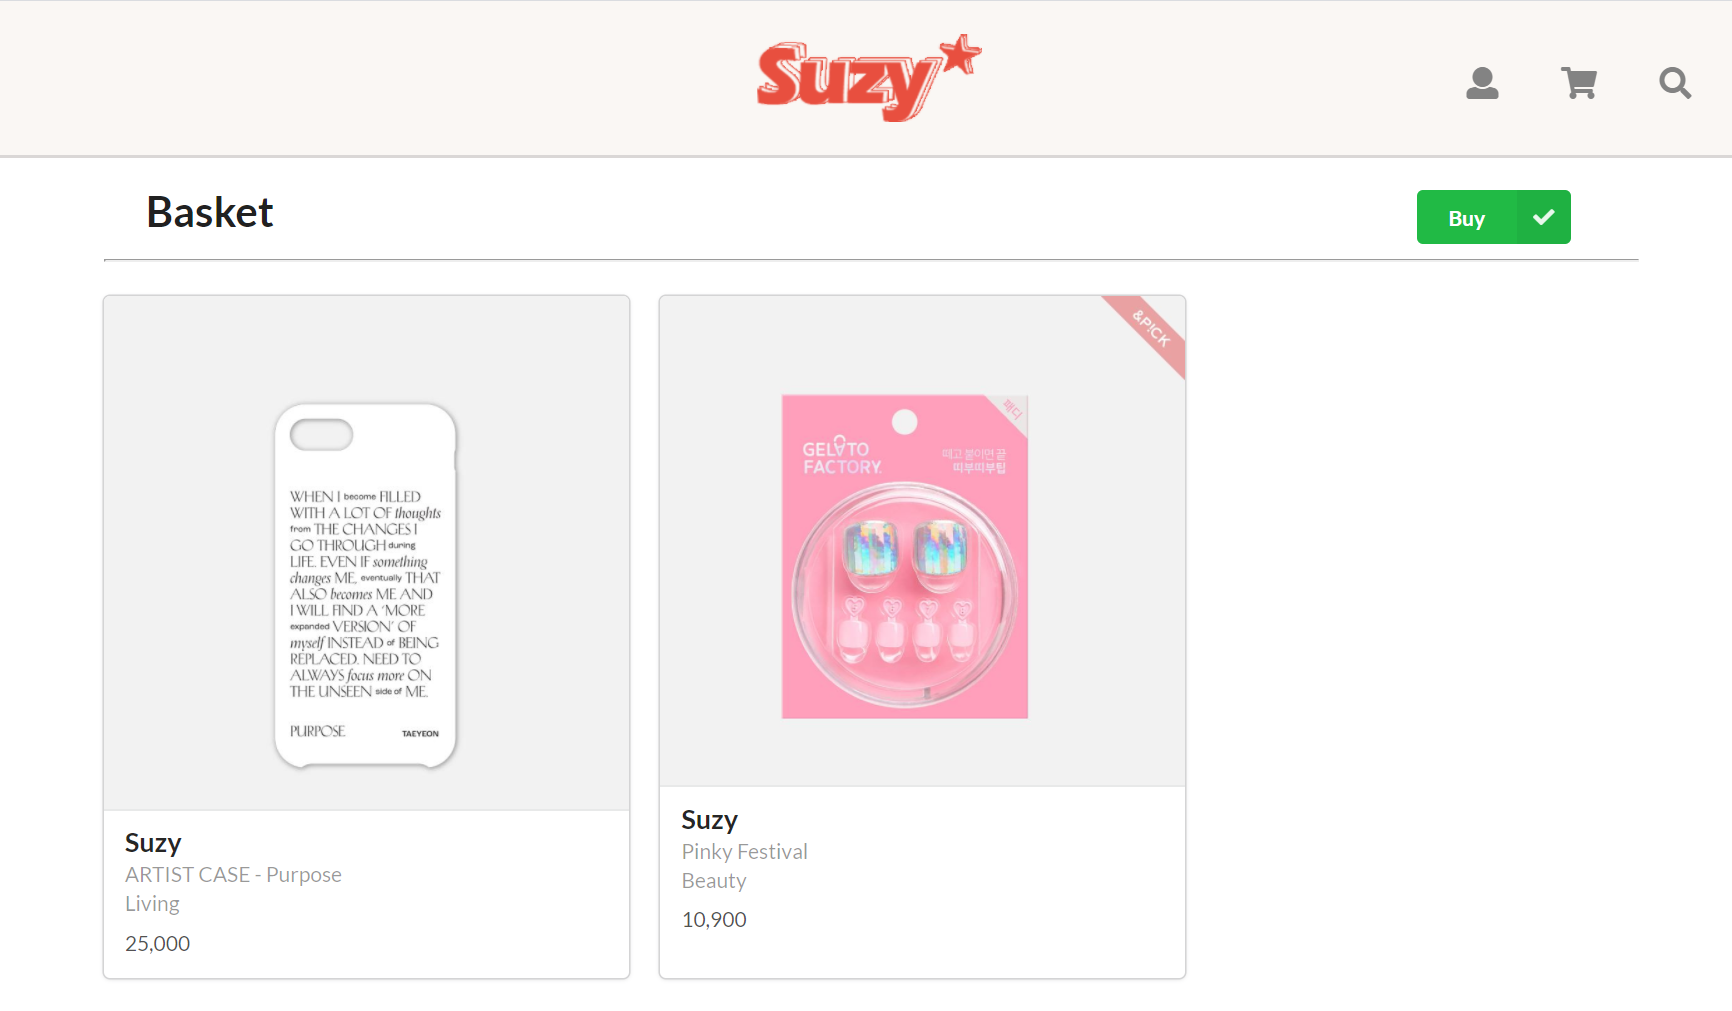 Suzy
Basket
Buy
WHEN I become FILLED
WITH A LOT OF thoughts
from THE CHANGES I
GO THROUGH during
LIFE. EVEN IF something
changes ME, eventually THAT
ALSO becomes ME AND
I WILL FIND A 'MORE
expanded VERSION' OF
myself INSTEAD of BEING
REPLACED. NEED TO
ALWAYS focus more ON
THE UNSEEN side of ME.
PURPOSE
TAEYEON
&P!CK
패디
GELATO
FACTORY
떼고 붙이면 끝
띠부띠부팁
Suzy
ARTIST CASE - Purpose
Living
25,000
Suzy
Pinky Festival
Beauty
10,900